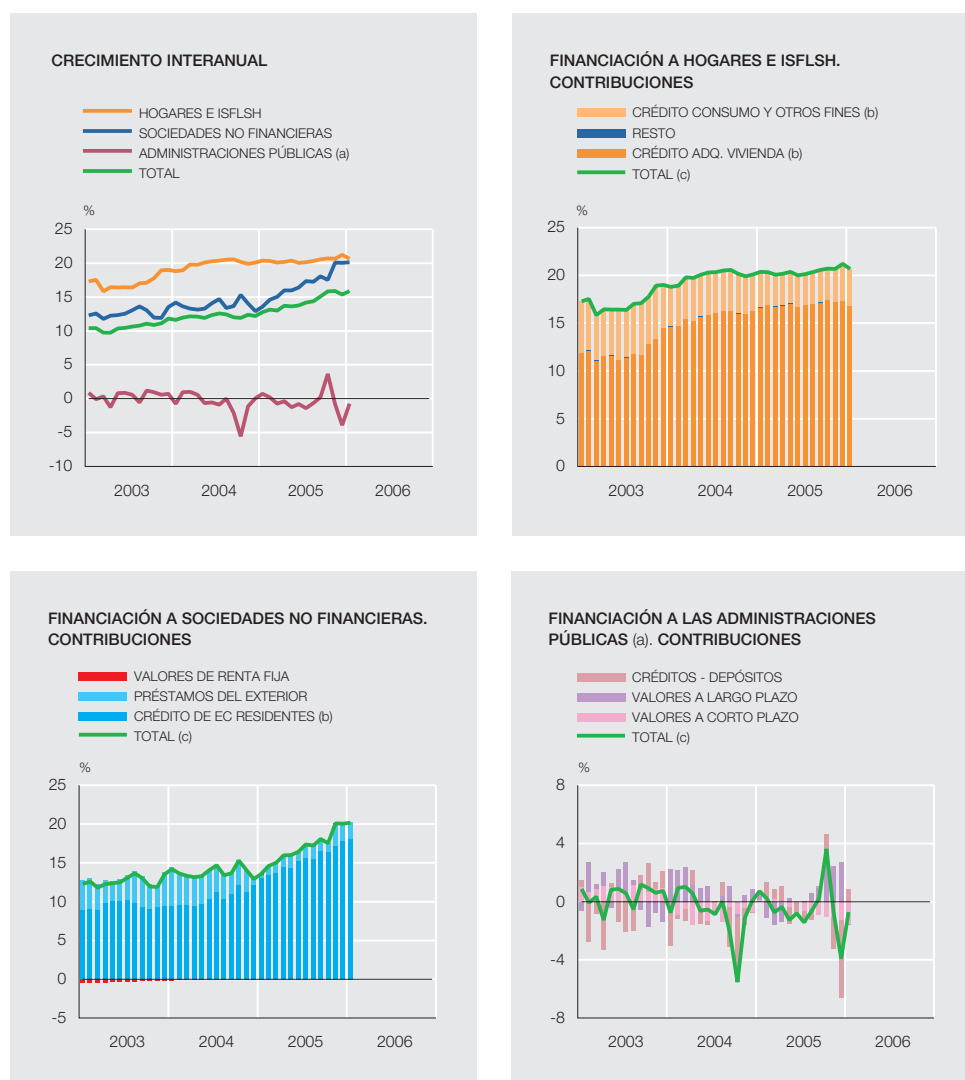 CRECIMIENTO INTERANUAL
HOGARES E ISFLSH
SOCIEDADES NO FINANCIERAS
ADMINISTRACIONES PÚBLICAS (a)
TOTAL
%
25
20
15
10
5
0
-5
-10
2003 2004 2005 2006
FINANCIACIÓN A HOGARES E ISFLSH.
CONTRIBUCIONES
CRÉDITO CONSUMO Y OTROS FINES (b)
RESTO
CRÉDITO ADQ. VIVIENDA (b)
TOTAL (c)
%
25
20
15
10
5
0
2003 2004 2005 2006
FINANCIACIÓN A SOCIEDADES NO FINANCIERAS.
CONTRIBUCIONES
VALORES DE RENTA FIJA
PRÉSTAMOS DEL EXTERIOR
CRÉDITO DE EC RESIDENTES (b)
TOTAL (c)
%
25
20
15
10
5
0
-5
2003 2004 2005 2006
FINANCIACIÓN A LAS ADMINISTRACIONES
PÚBLICAS (a). CONTRIBUCIONES
CRÉDITOS - DEPÓSITOS
VALORES A LARGO PLAZO
VALORES A CORTO PLAZO
TOTAL (c)
%
8
4
0
-4
-8
2003 2004 2005 2006